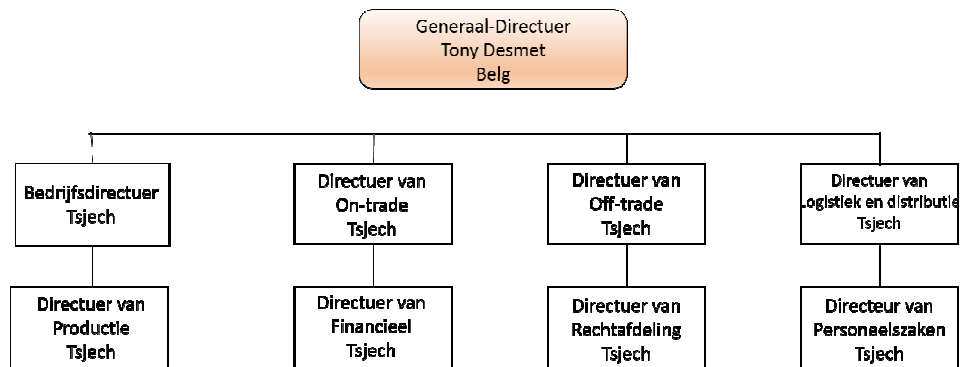 Generaal-Directuer
Tony Desmet
Belg
Bedrijfsdirectuer
Tsjech
Directuer van
On-trade
Tsjech
Directuer van
Off-trade
Tsjech
Directuer van
Logistiek en distributie
Tsjech
Directuer van
Productie
Tsjech
Directuer van
Financieel
Tsjech
Directuer van
Rechtafdeling
Tsjech
Directeur van
Personeelszaken
Tsjech